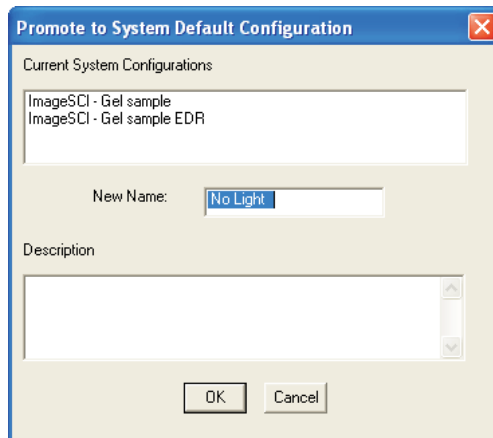 Promote to System Default Configuration
Current System Configurations
ImageSCI - Gel sample
ImageSCI - Gel sample EDR
New Name:
No Light
Description
OK
Cancel